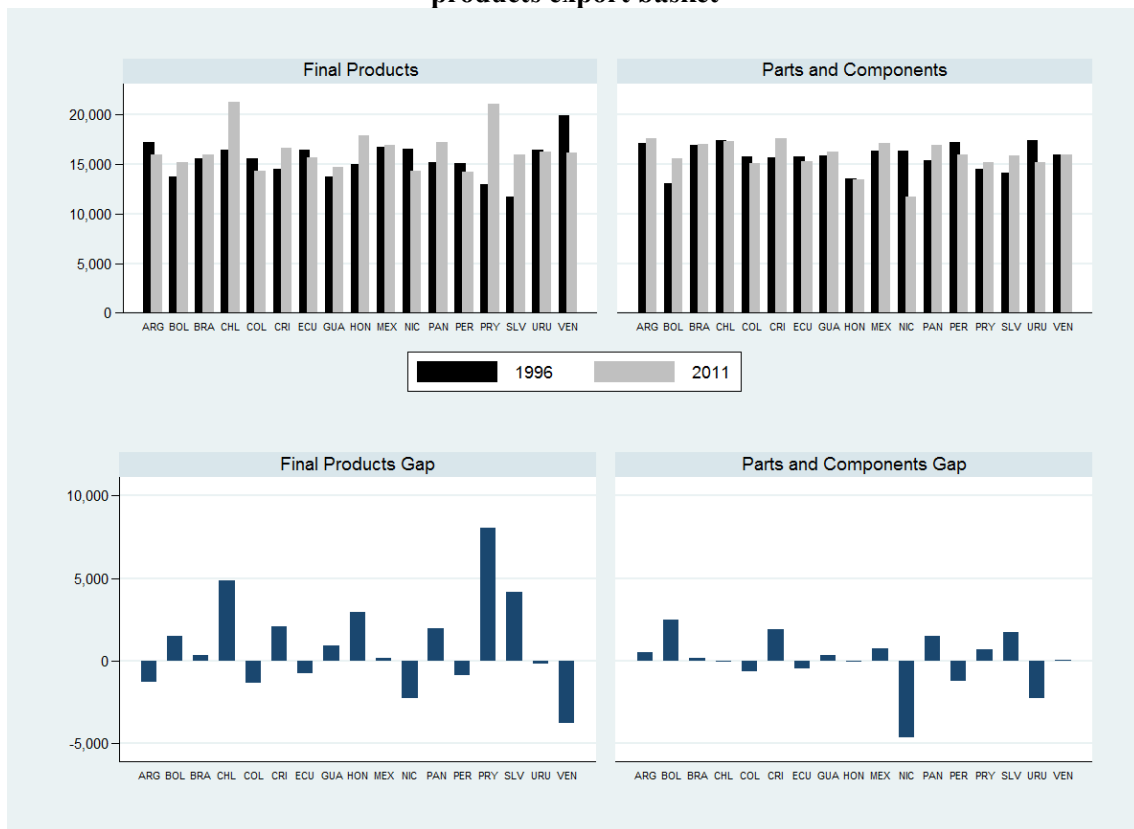 products export basket
Final Products
Parts and Components
20,000
15,000
10,000
5,000
0
ARG BOL BRA CHL COL CRI ECU GUA HON MEX NIC PAN PER PRY SLV URU VEN
ARG BOL BRA CHL COL CRI ECU GUA HON MEX NIC PAN PER PRY SLV URU VEN
1996 2011
Final Products Gap
Parts and Components Gap
10,000
5,000
0
-5,000
ARG BOL BRA CHL COL CRI ECU GUA HON MEX NIC PAN PER PRY SLV URU VEN
ARG BOL BRA CHL COL CRI ECU GUA HON MEX NIC PAN PER PRY SLV URU VEN